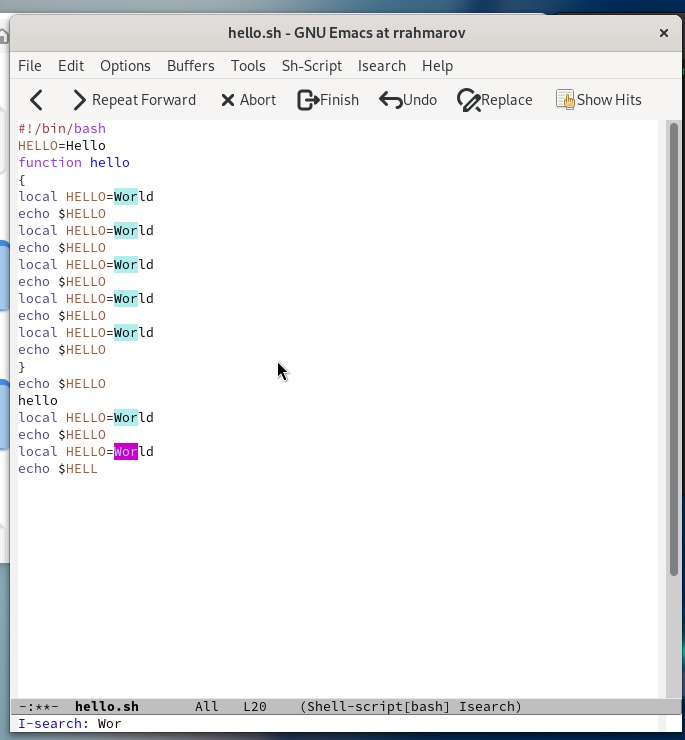 hello.sh - GNU Emacs at rrahmarov
File Edit Options Buffers Tools Sh-Script Isearch Help
Repeat Forward Abort Finish Undo Replace Show Hits
#!/bin/bash
HELLO=Hello
function hello
{
local HELLO=World
echo $HELLO
local HELLO=World
echo $HELLO
local HELLO=World
echo $HELLO
local HELLO=World
echo $HELLO
local HELLO=World
echo $HELLO
}
echo $HELLO
hello
local HELLO=World
echo $HELLO
local HELLO=World
echo $HELL
-:**- hello.sh All L20 (Shell-script[bash] Isearch)
I-search: Wor